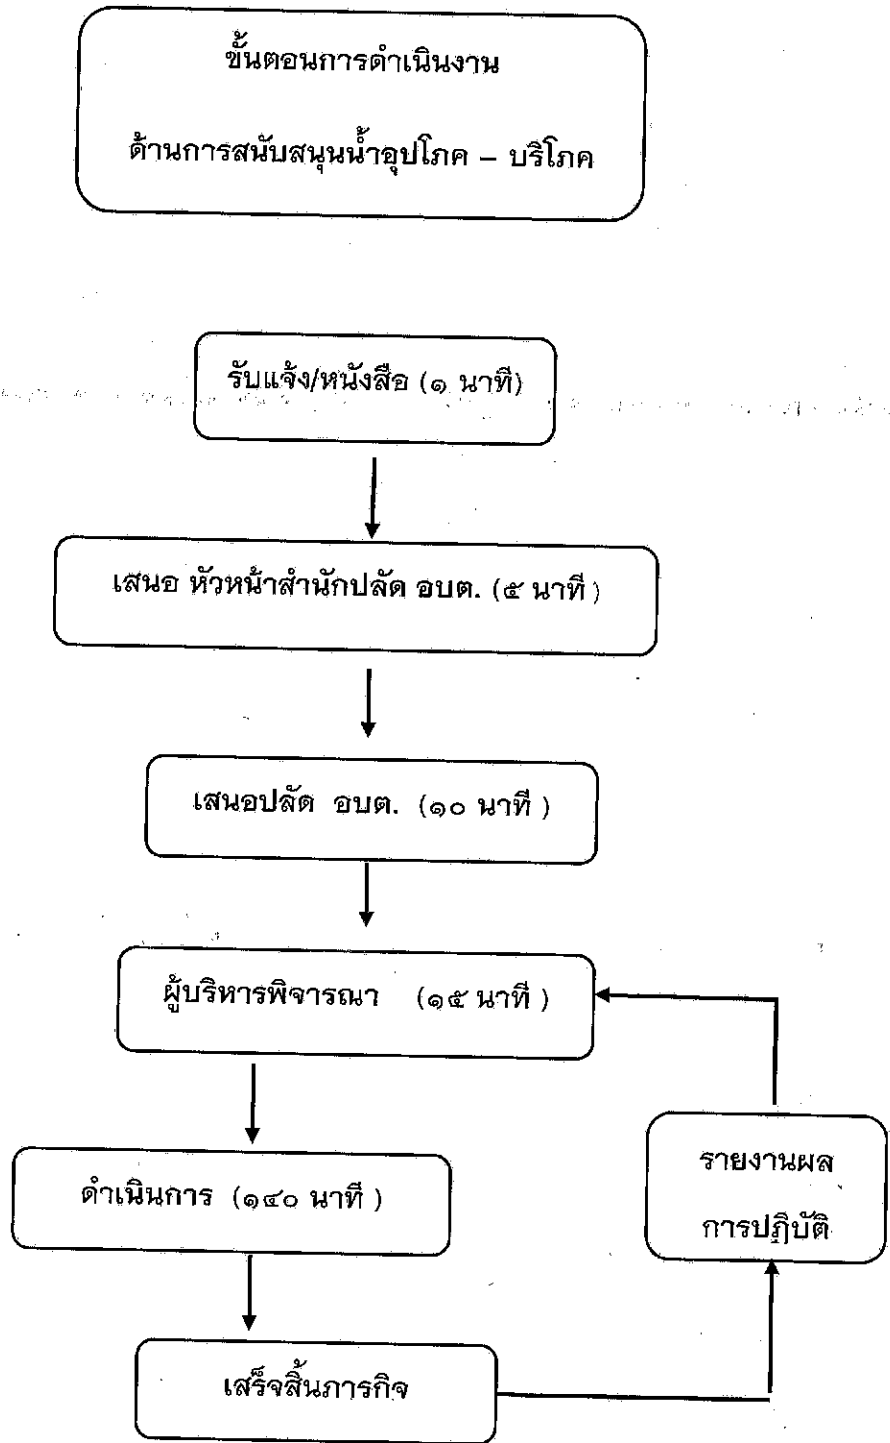 ขั้นตอนการดำเนินงาน
ด้านการสนับสนุนน้ำอุปโภค – บริโภค
รับแจ้ง/หนังสือ (๑ นาที)
เสนอ หัวหน้าสำนักปลัด อบต. (๕ นาที)
เสนอปลัด อบต. (๑๐ นาที )
ผู้บริหารพิจารณา (๑๕ นาที )
ดำเนินการ (๑๔๐ นาที )
เสร็จสิ้นภารกิจ
รายงานผล
การปฏิบัติ